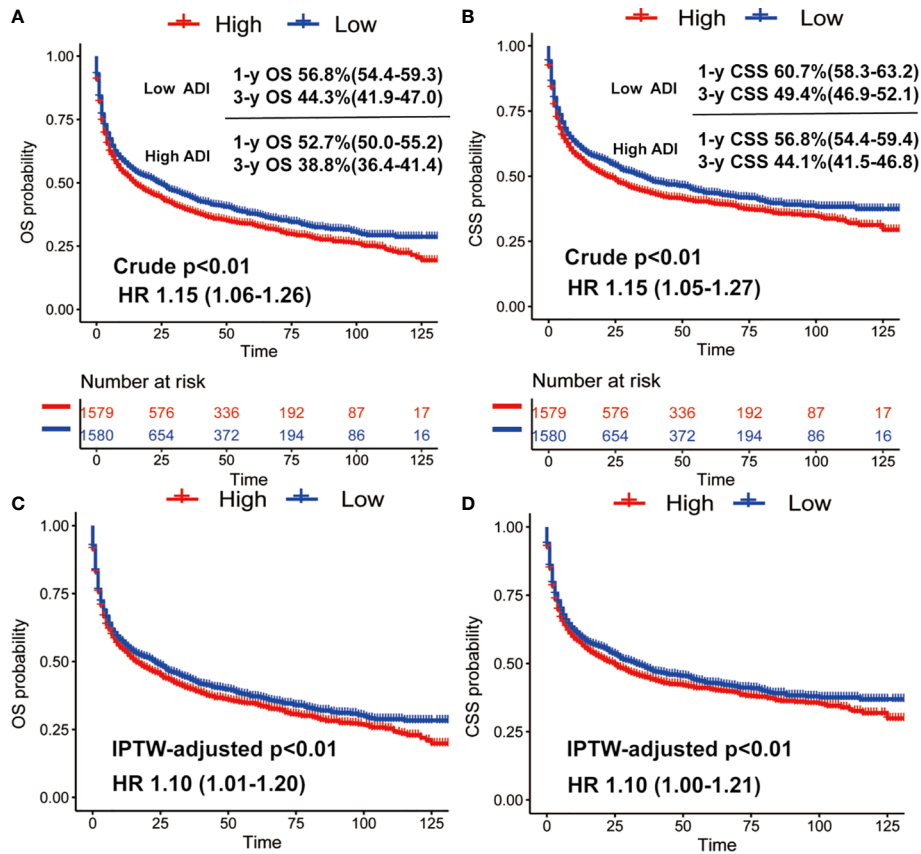 A
High Low
1.00
0.75
0.50
0.25
0.00
OS probability
Low ADI
1-y OS 56.8%(54.4-59.3)
3-y OS 44.3%(41.9-47.0)
High ADI
1-y OS 52.7%(50.0-55.2)
3-y OS 38.8%(36.4-41.4)
Crude p<0.01
HR 1.15 (1.06-1.26)
0 25 50 75 100 125
Time
Number at risk
1579 576 336 192 87 17
1580 654 372 194 86 16
0 25 50 75 100 125
Time
B
High Low
1.00
0.75
0.50
0.25
0.00
CSS probability
Low ADI
1-y CSS 60.7%(58.3-63.2)
3-y CSS 49.4%(46.9-52.1)
High ADI
1-y CSS 56.8%(54.4-59.4)
3-y CSS 44.1%(41.5-46.8)
Crude p<0.01
HR 1.15 (1.05-1.27)
0 25 50 75 100 125
Time
Number at risk
1579 576 336 192 87 17
1580 654 372 194 86 16
0 25 50 75 100 125
Time
C
High Low
1.00
0.75
0.50
0.25
0.00
OS probability
IPTW-adjusted p<0.01
HR 1.10 (1.01-1.20)
0 25 50 75 100 125
Time
D
High Low
1.00
0.75
0.50
0.25
0.00
CSS probability
IPTW-adjusted p<0.01
HR 1.10 (1.00-1.21)
0 25 50 75 100 125
Time